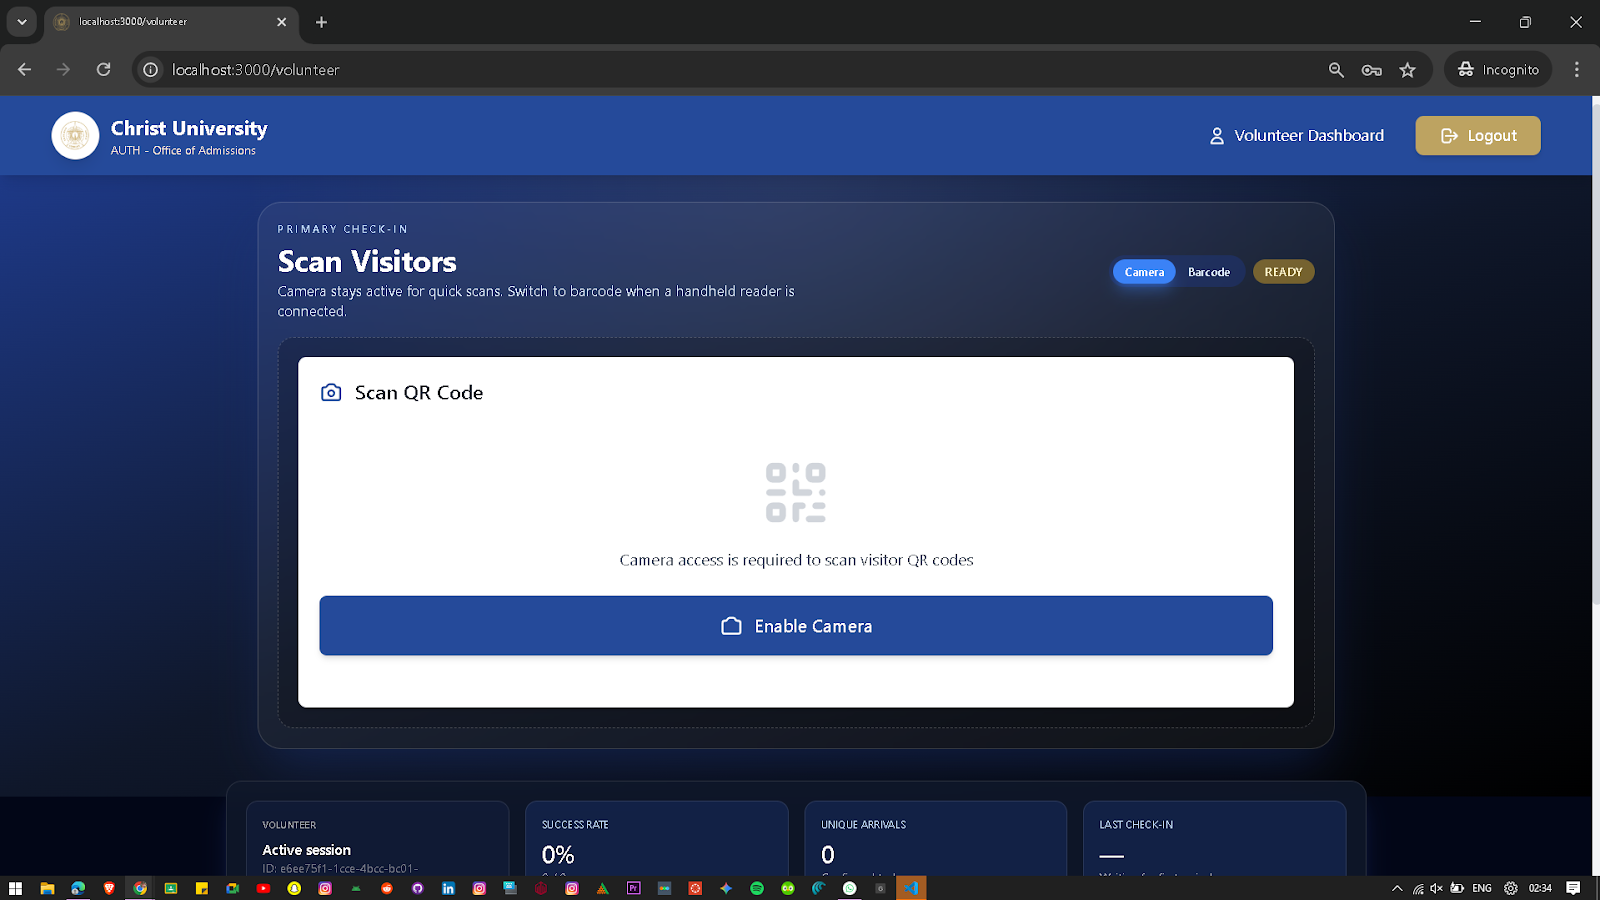 localhost:3000/volunteer
localhost:3000/volunteer
Incognito
Christ University
AUTH - Office of Admissions
Volunteer Dashboard
Logout
PRIMARY CHECK-IN
Scan Visitors
Camera stays active for quick scans. Switch to barcode when a handheld reader is
connected.
Camera
Barcode
READY
Scan QR Code
Camera access is required to scan visitor QR codes
Enable Camera
VOLUNTEER
Active session
ID: e6ee75f1-1cce-4bcc-bc01-
SUCCESS RATE
0%
UNIQUE ARRIVALS
0
LAST CHECK-IN
—
Pr
ENG
02:34